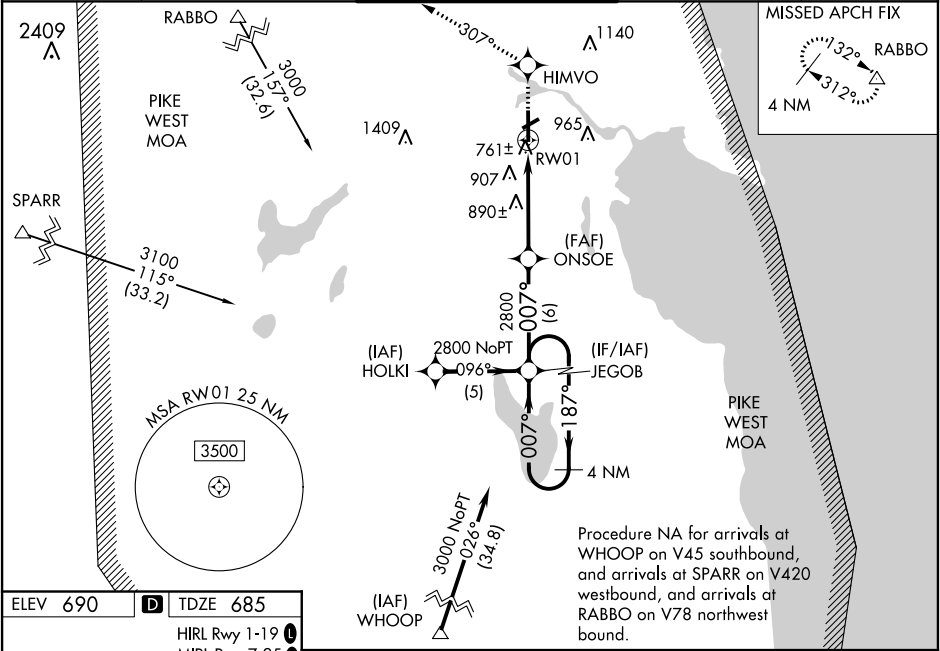 2409
RABBO
3000
157°
(32.6)
PIKE
WEST
MOA
307°
1140
HIMVO
MISSED APCH FIX
132°
RABBO
312°
4 NM
1409
965
761±
RW01
907
890±
SPARR
3100
115°
(33.2)
(FAF)
ONSOE
2800
007°
(6)
(IAF)
HOLKI
2800 NoPT
096°
(5)
(IF/IAF)
JEGOB
007°
187°
4 NM
MSA RW01 25 NM
3500
PIKE
WEST
MOA
3000 NoPT
026°
(34.8)
(IAF)
WHOOP
Procedure NA for arrivals at
WHOOP on V45 southbound,
and arrivals at SPARR on V420
westbound, and arrivals at
RABBO on V78 northwest
bound.
ELEV 690 D TDZE 685
HIRL Rwy 1-19 L